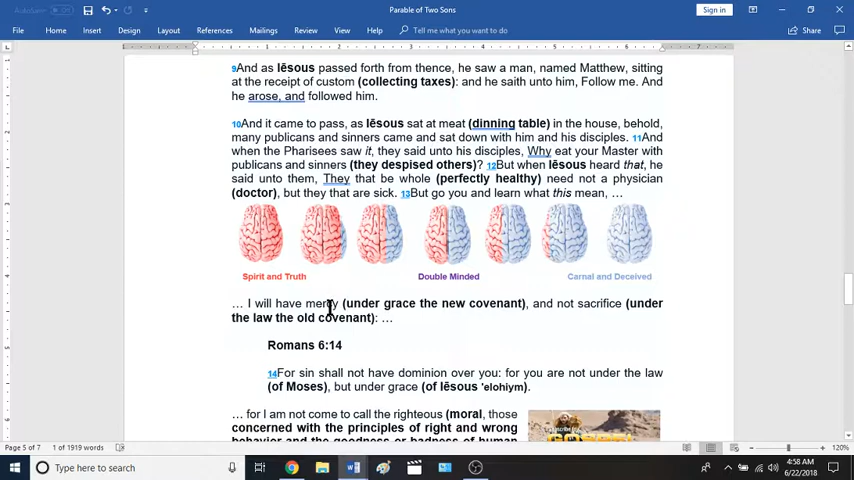 AutoSave
Parable of Two Sons
Sign in
File Home Insert Draw Design Layout References Mailings Review View Help Tell me what you want to do
9And as Iēsous passed forth from thence, he saw a man, named Matthew, sitting
at the receipt of custom (collecting taxes): and he saith unto him, Follow me. And
he arose, and followed him.
10And it came to pass, as Iēsous sat at meat (dinning table) in the house, behold,
many publicans and sinners came and sat down with him and his disciples. 11And
when the Pharisees saw it, they said unto his disciples, Why eat your Master with
publicans and sinners (they despised others)? 12But when Iēsous heard that, he
said unto them, They that be whole (perfectly healthy) need not a physician
(doctor), but they that are sick. 13But go you and learn what this mean, …
Spirit and Truth Double Minded Carnal and Deceived
… I will have mercy (under grace the new covenant), and not sacrifice (under
the law the old covenant): …
Romans 6:14
14For sin shall not have dominion over you: for you are not under the law
(of Moses), but under grace (of Iēsous 'elohiym).
… for I am not come to call the righteous (moral, those
concerned with the principles of right and wrong
behavior and the goodness or badness of human
Page 5 of 7 1 of 1919 words 120%
Type here to search
4:58 AM
6/22/2018